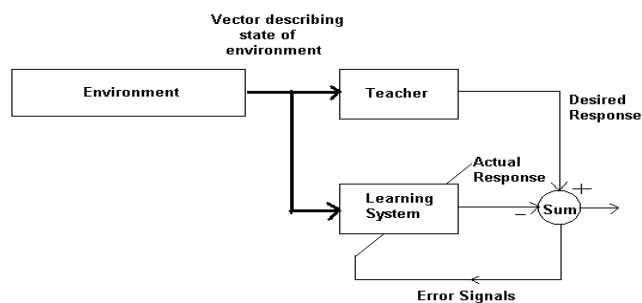 Vector describing
state of
environment
Environment
Teacher
Desired
Response
Actual
Response
+
Learning
System
−
Sum
Error Signals